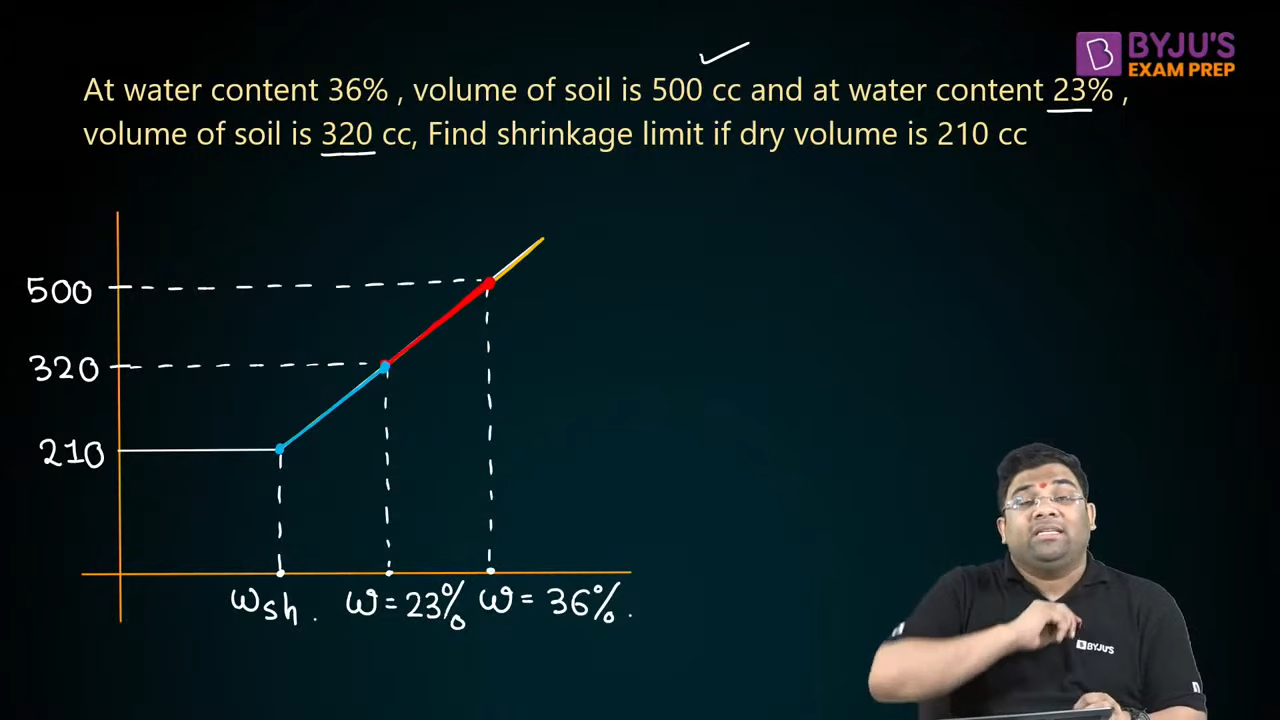 BYJU'S
EXAM PREP
At water content 36% , volume of soil is 500 cc and at water content 23% ,
volume of soil is 320 cc, Find shrinkage limit if dry volume is 210 cc
500
320
210
ωsh . ω = 23% ω = 36% .
BYJU'S